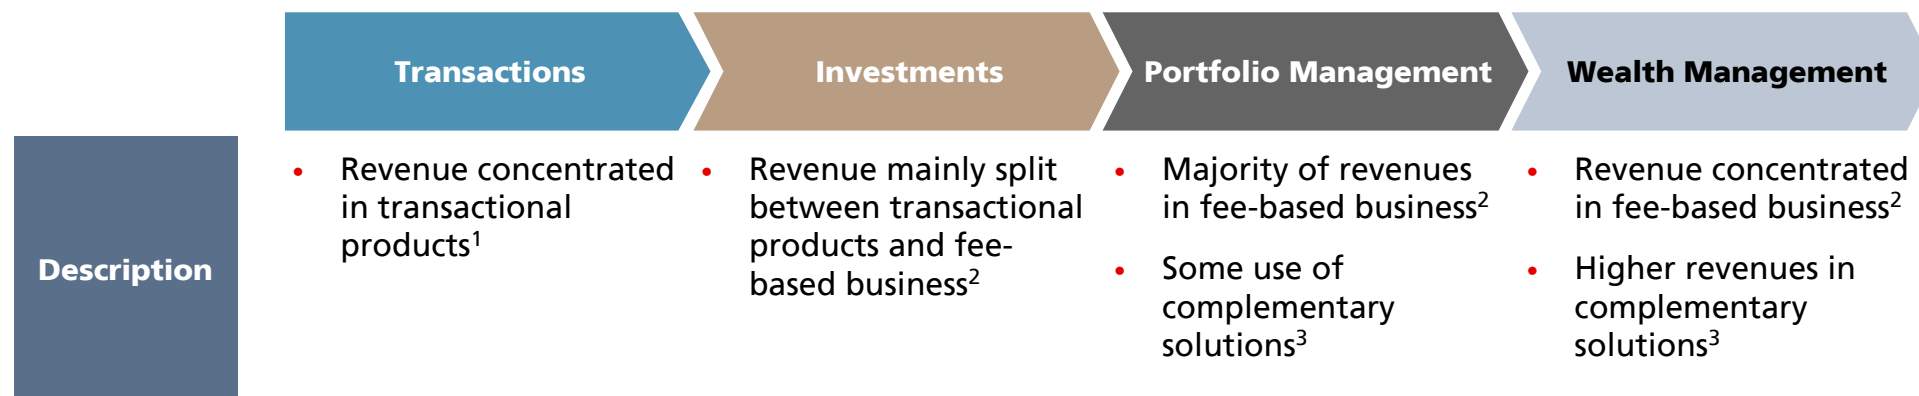 Transactions
Investments
Portfolio Management
Wealth Management
Description
• Revenue concentrated
in transactional
products¹
• Revenue mainly split
between transactional
products and fee-
based business²
• Majority of revenues
in fee-based business²
• Some use of
complementary
solutions³
• Revenue concentrated
in fee-based business²
• Higher revenues in
complementary
solutions³